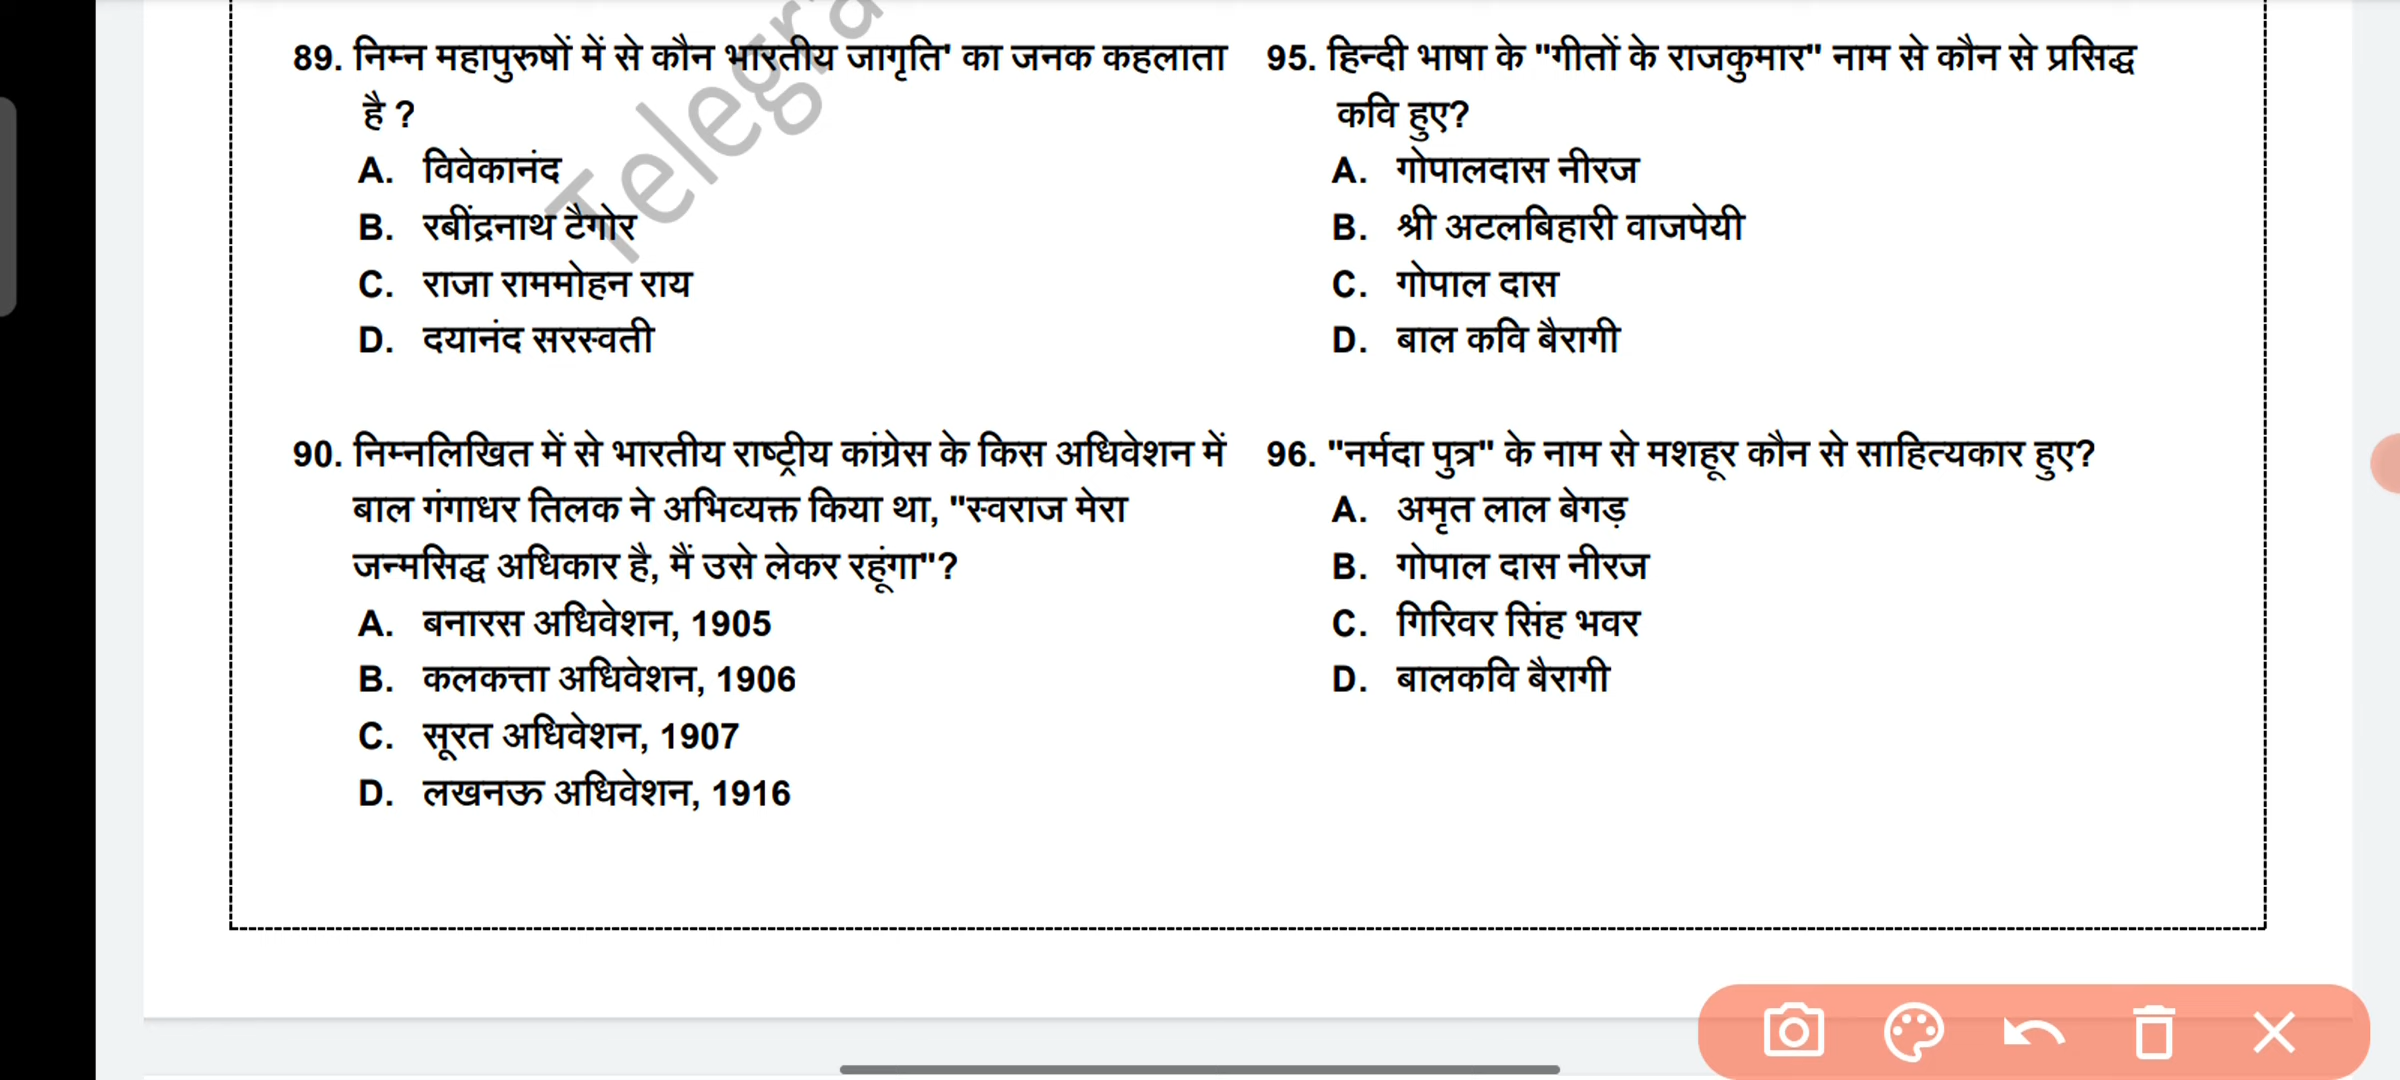 89. निम्न महापुरुषों में से कौन भारतीय जागृति' का जनक कहलाता
है ?
A. विवेकानंद
B. रबींद्रनाथ टैगोर
C. राजा राममोहन राय
D. दयानंद सरस्वती
90. निम्नलिखित में से भारतीय राष्ट्रीय कांग्रेस के किस अधिवेशन में
बाल गंगाधर तिलक ने अभिव्यक्त किया था, "स्वराज मेरा
जन्मसिद्ध अधिकार है, मैं उसे लेकर रहूंगा"?
A. बनारस अधिवेशन, 1905
B. कलकत्ता अधिवेशन, 1906
C. सूरत अधिवेशन, 1907
D. लखनऊ अधिवेशन, 1916
95. हिन्दी भाषा के "गीतों के राजकुमार" नाम से कौन से प्रसिद्ध
कवि हुए?
A. गोपालदास नीरज
B. श्री अटलबिहारी वाजपेयी
C. गोपाल दास
D. बाल कवि बैरागी
96. "नर्मदा पुत्र" के नाम से मशहूर कौन से साहित्यकार हुए?
A. अमृत लाल बेगड़
B. गोपाल दास नीरज
C. गिरिवर सिंह भवर
D. बालकवि बैरागी